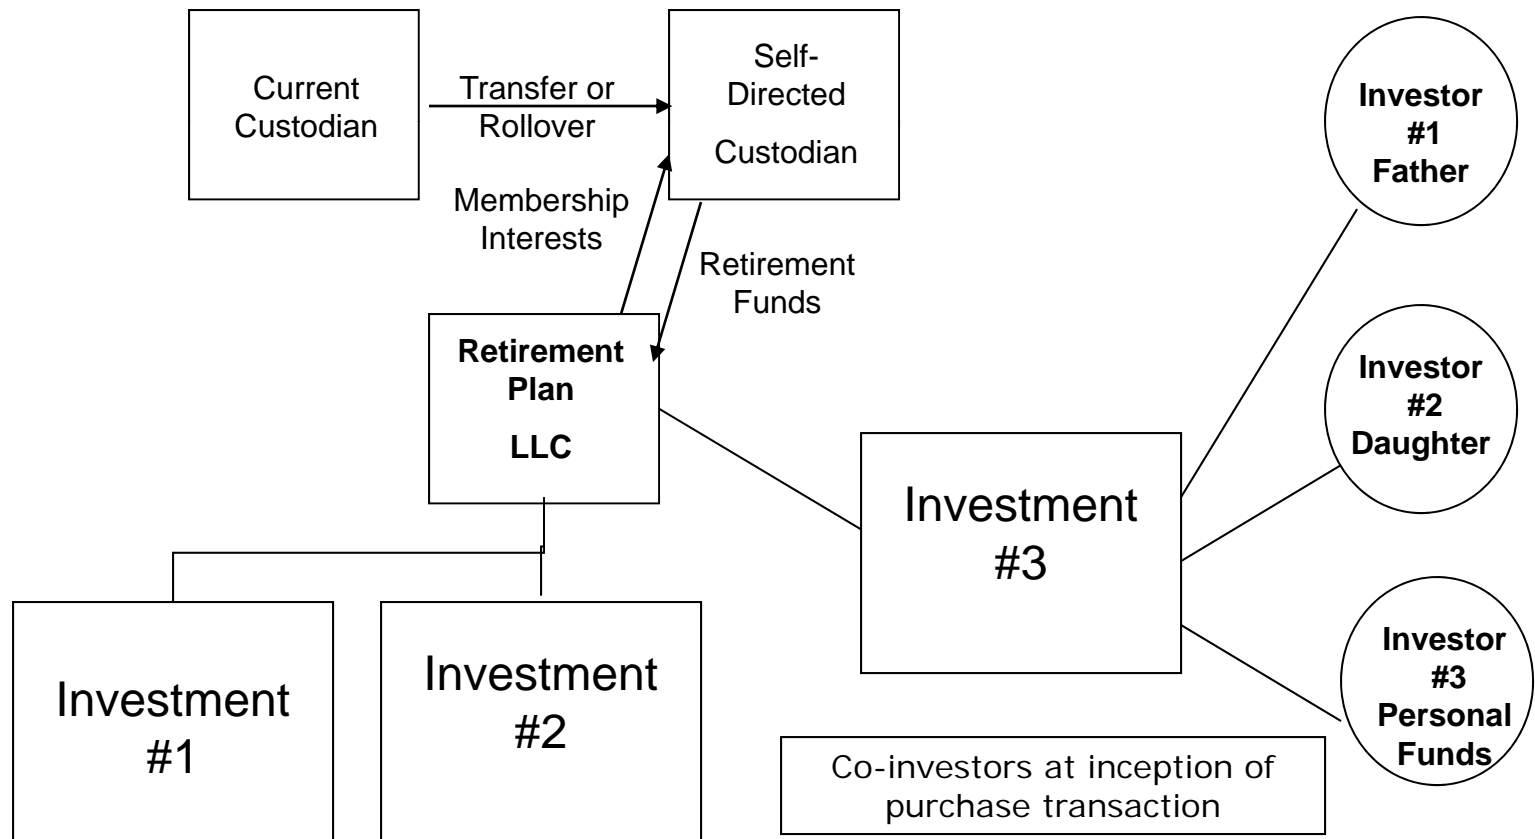 Current
Custodian
Transfer or
Rollover
Self-
Directed
Custodian
Membership
Interests
Retirement
Funds
Retirement
Plan
LLC
Investment
#1
Investment
#2
Investment
#3
Investor
#1
Father
Investor
#2
Daughter
Investor
#3
Personal
Funds
Co-investors at inception of
purchase transaction